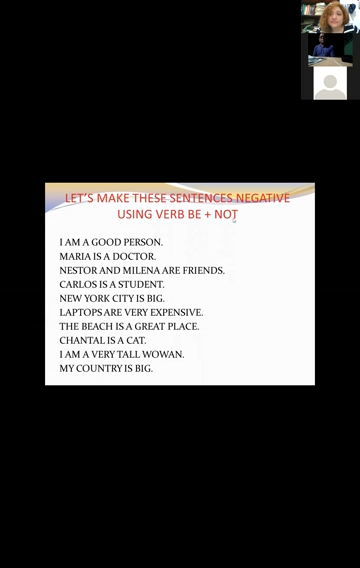 LET'S MAKE THESE SENTENCES NEGATIVE
USING VERB BE + NOT
I AM A GOOD PERSON.
MARIA IS A DOCTOR.
NESTOR AND MILENA ARE FRIENDS.
CARLOS IS A STUDENT.
NEW YORK CITY IS BIG.
LAPTOPS ARE VERY EXPENSIVE.
THE BEACH IS A GREAT PLACE.
CHANTAL IS A CAT.
I AM A VERY TALL WOWAN.
MY COUNTRY IS BIG.